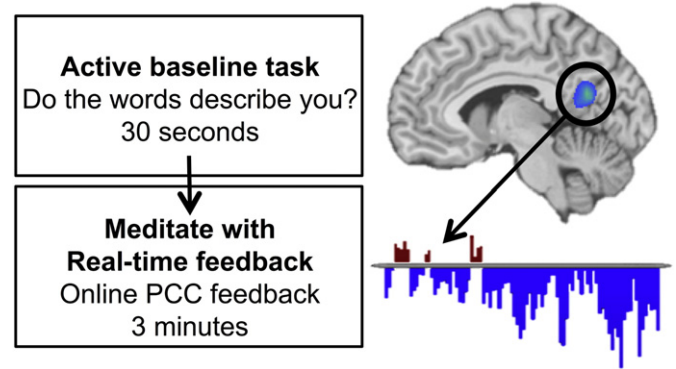 Active baseline task
Do the words describe you?
30 seconds
Meditate with
Real-time feedback
Online PCC feedback
3 minutes